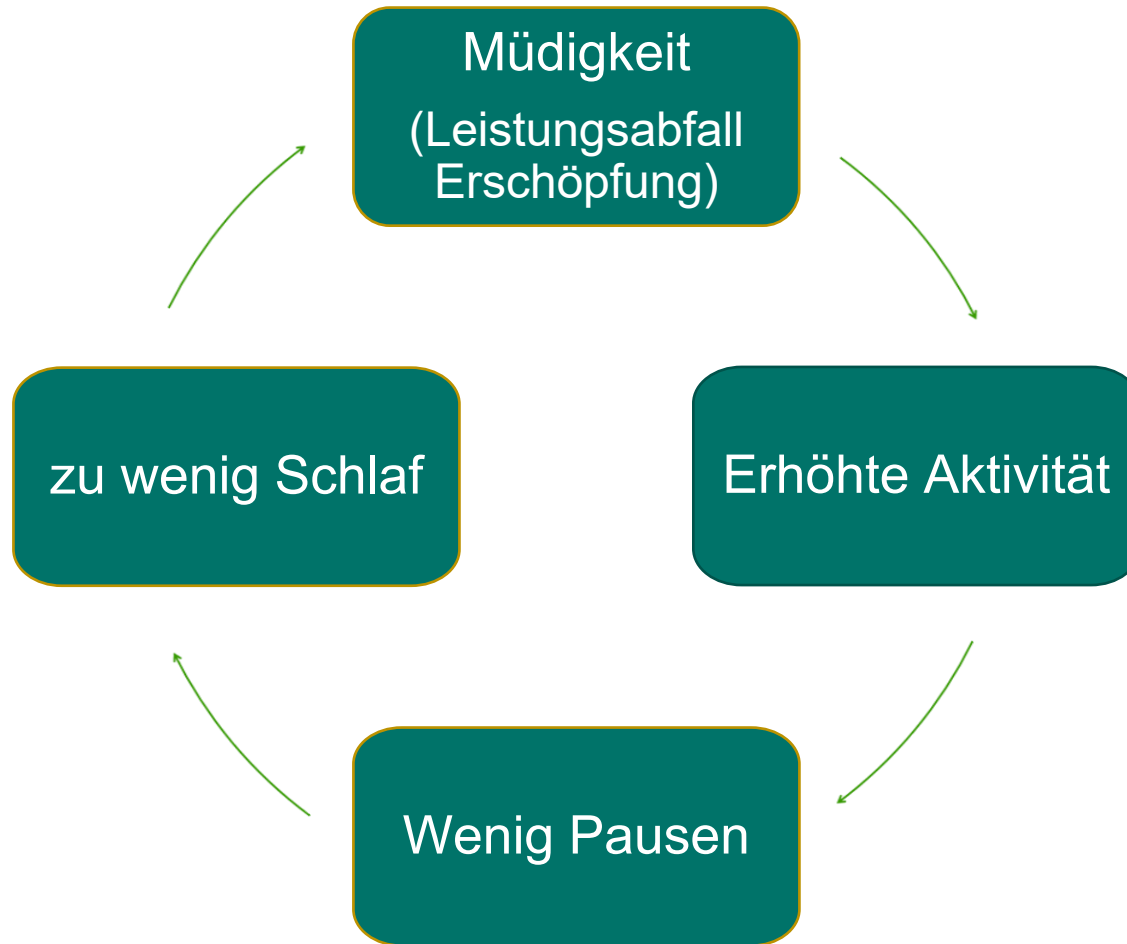 Müdigkeit
(Leistungsabfall
Erschöpfung)
zu wenig Schlaf
Erhöhte Aktivität
Wenig Pausen